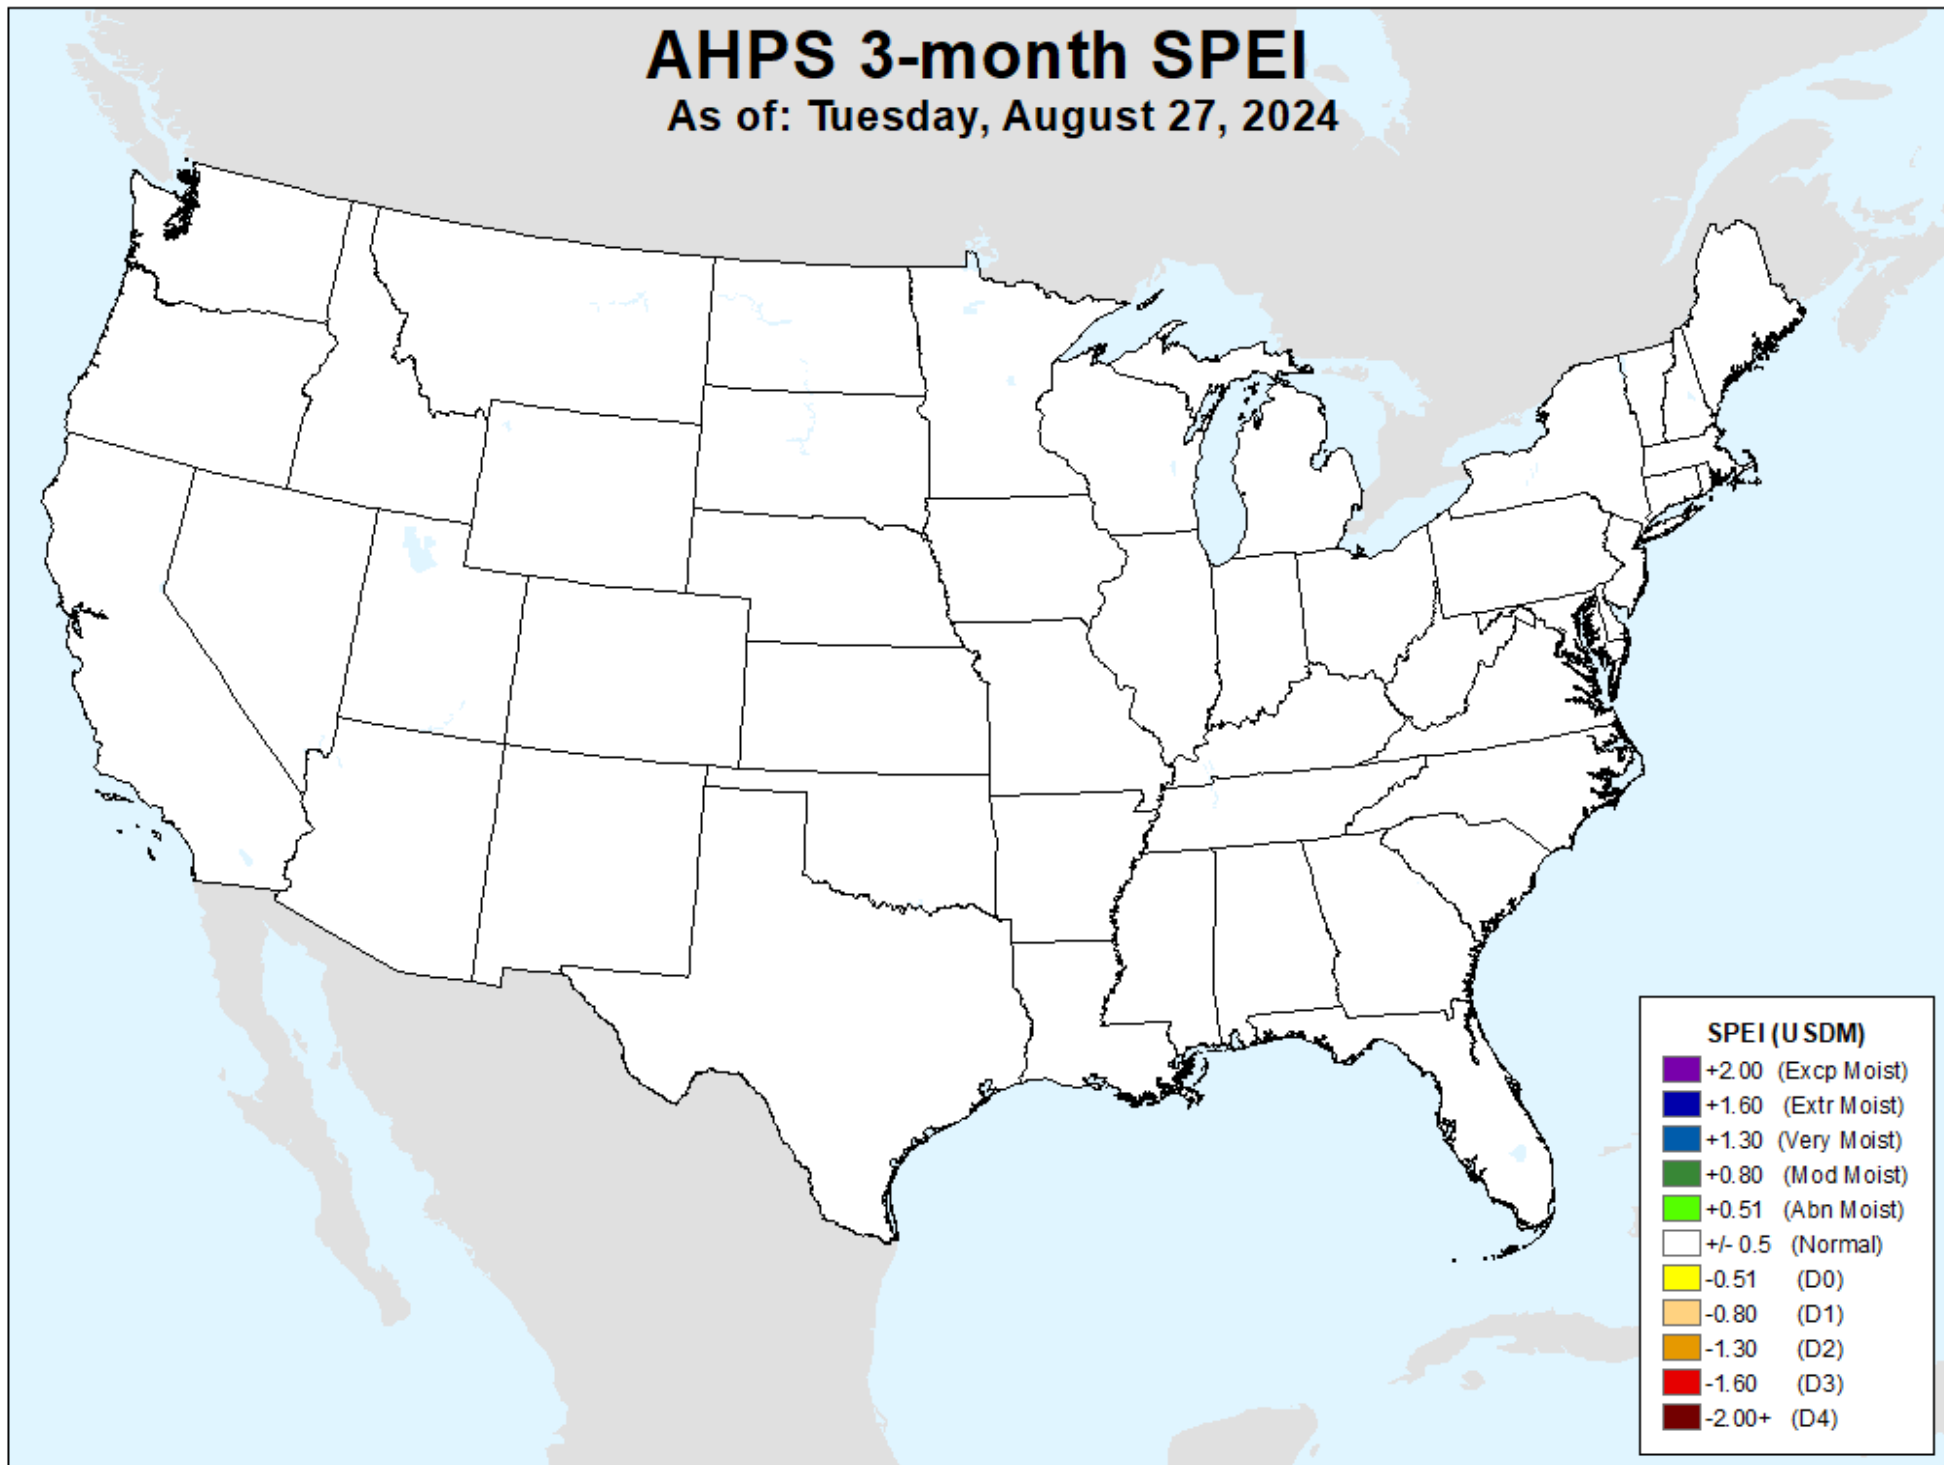 AHPS 3-month SPEI
As of: Tuesday, August 27, 2024
SPEI (USDM)
+2.00 (Excp Moist)
+1.60 (Extr Moist)
+1.30 (Very Moist)
+0.80 (Mod Moist)
+0.51 (Abn Moist)
+/- 0.5 (Normal)
-0.51 (D0)
-0.80 (D1)
-1.30 (D2)
-1.60 (D3)
-2.00+ (D4)